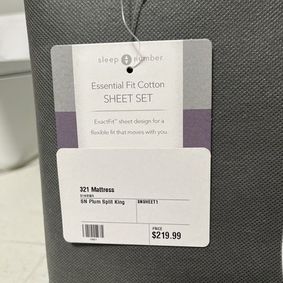 sleep number
Essential Fit Cotton
SHEET SET
ExactFit™ sheet design for a
flexible fit that moves with you.
321 Mattress
SN Plum Split King
SNSHEET1
PRICE
$219.99